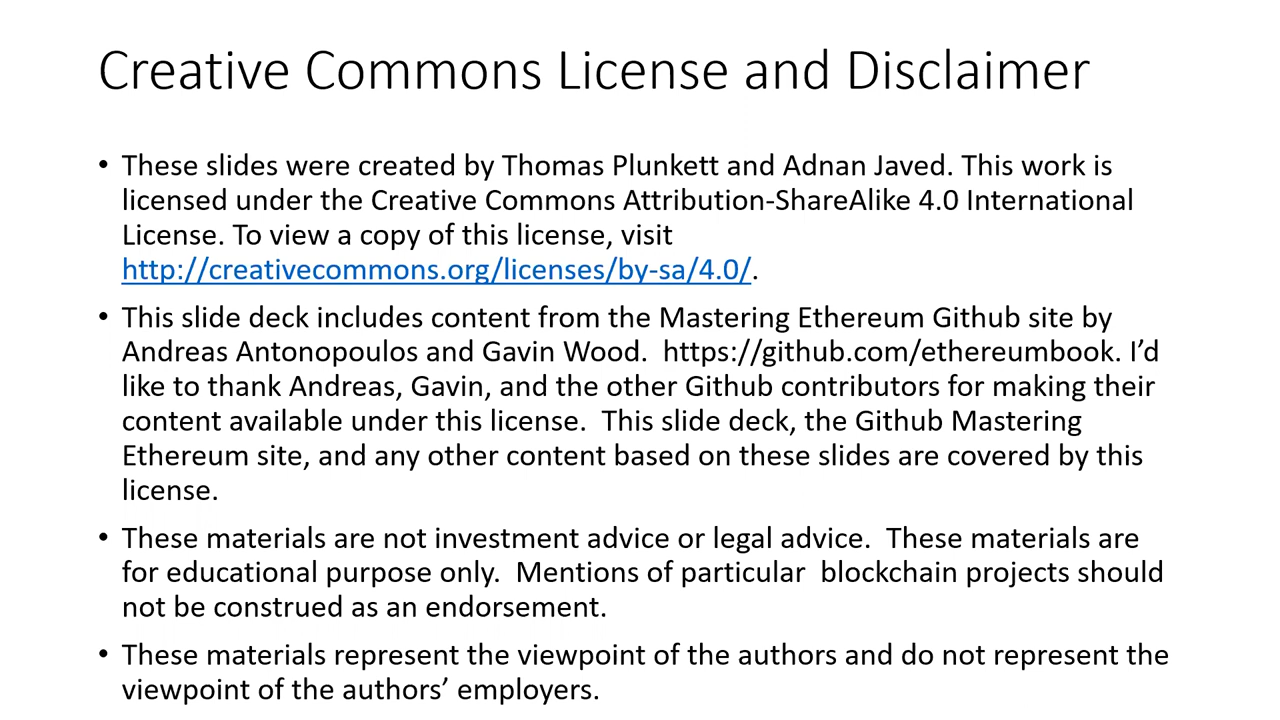 Creative Commons License and Disclaimer
• These slides were created by Thomas Plunkett and Adnan Javed. This work is
licensed under the Creative Commons Attribution-ShareAlike 4.0 International
License. To view a copy of this license, visit
http://creativecommons.org/licenses/by-sa/4.0/.
• This slide deck includes content from the Mastering Ethereum Github site by
Andreas Antonopoulos and Gavin Wood.  https://github.com/ethereumbook. I’d
like to thank Andreas, Gavin, and the other Github contributors for making their
content available under this license.  This slide deck, the Github Mastering
Ethereum site, and any other content based on these slides are covered by this
license.
• These materials are not investment advice or legal advice.  These materials are
for educational purpose only.  Mentions of particular  blockchain projects should
not be construed as an endorsement.
• These materials represent the viewpoint of the authors and do not represent the
viewpoint of the authors’ employers.